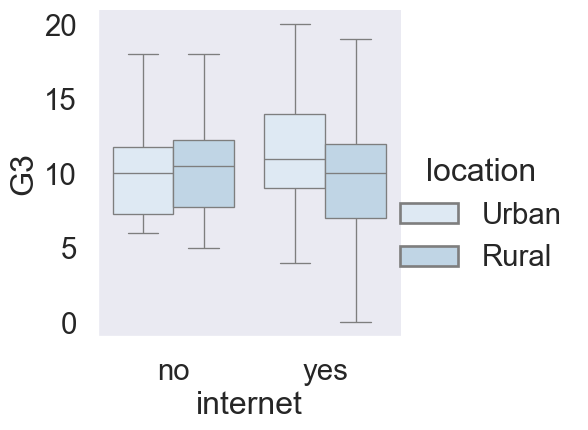 20
15
10
5
0
G3
no
yes
internet
location
Urban
Rural